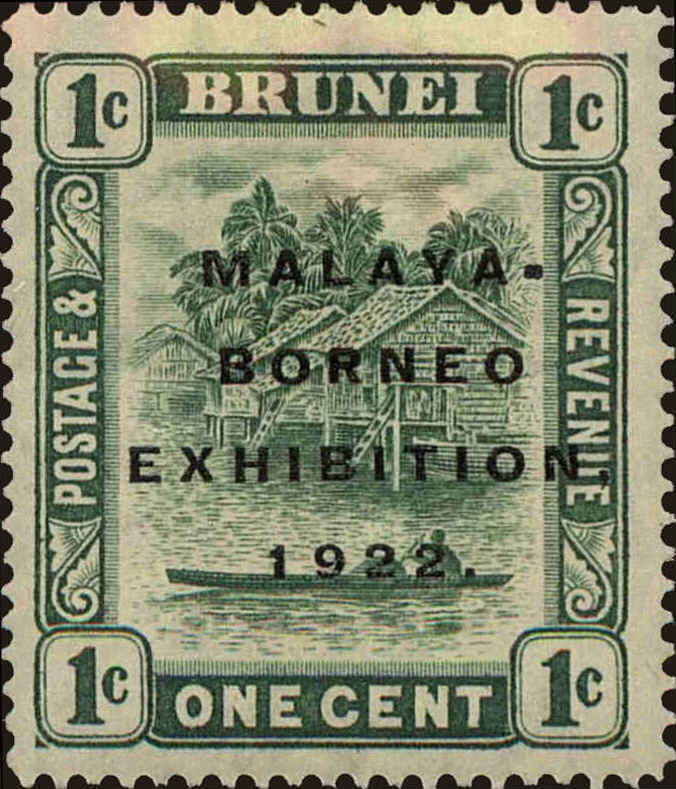 1c BRUNEI 1c
POSTAGE &
REVENUE
MALAYA-
BORNEO
EXHIBITION,
1922.
1c ONE CENT 1c